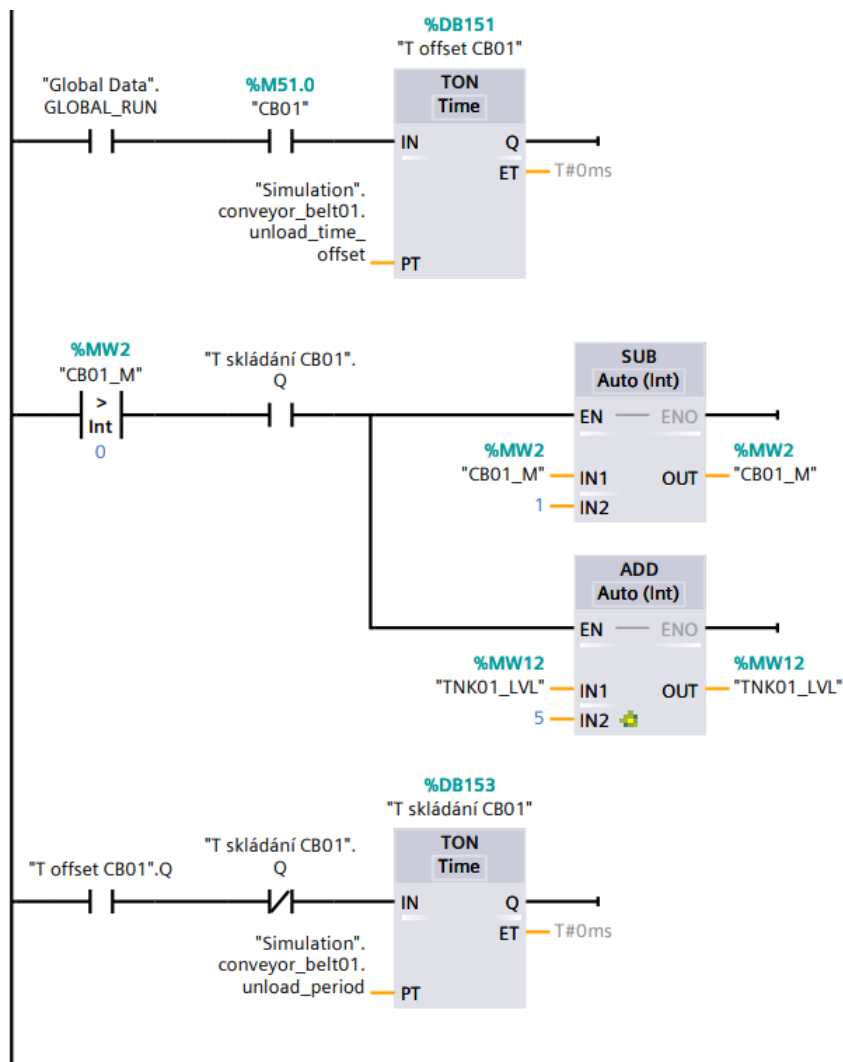 %DB151
"T offset CB01"
"Global Data".
GLOBAL_RUN
%M51.0
"CB01"
TON
Time
IN
Q
ET
T#0ms
"Simulation".
conveyor_belt01.
unload_time_
offset
PT
%MW2
"CB01_M"
>
Int
0
"T skládání CB01".
Q
SUB
Auto (Int)
EN
ENO
%MW2
"CB01_M"
IN1
OUT
%MW2
"CB01_M"
1
IN2
ADD
Auto (Int)
EN
ENO
%MW12
"TNK01_LVL"
IN1
OUT
%MW12
"TNK01_LVL"
5
IN2
%DB153
"T skládání CB01"
"T offset CB01".Q
"T skládání CB01".
Q
TON
Time
IN
Q
ET
T#0ms
"Simulation".
conveyor_belt01.
unload_period
PT